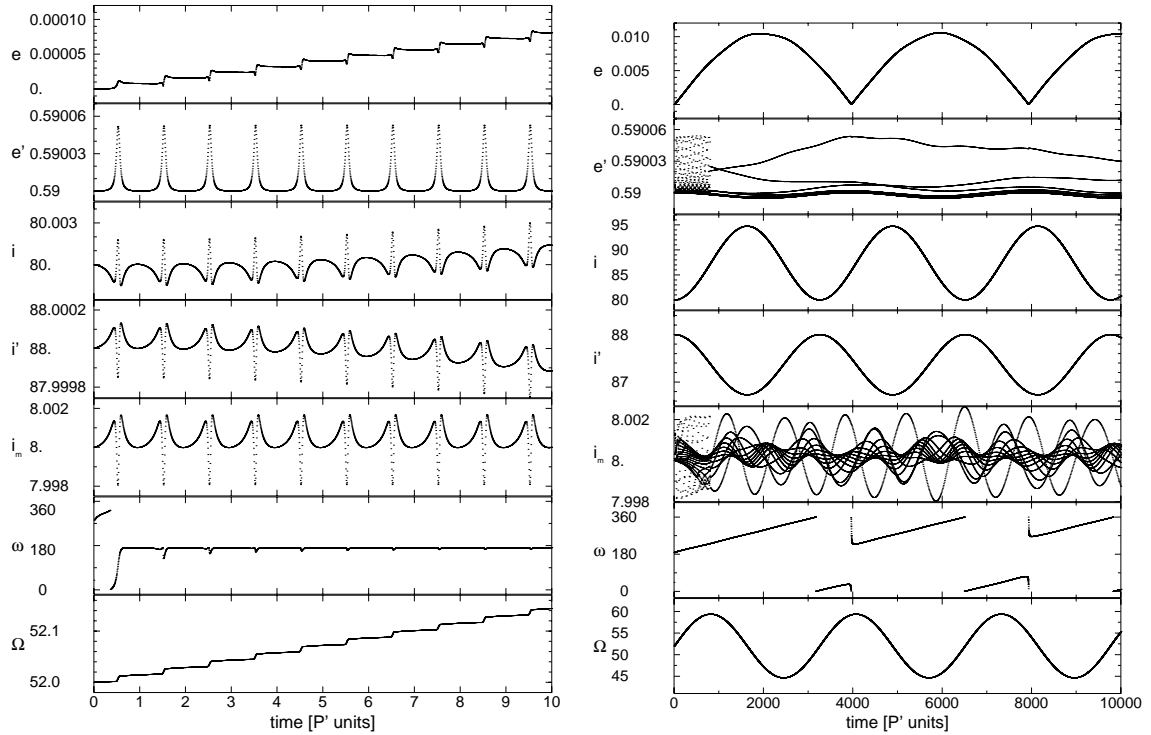 0.00010
e 0.00005
0.
0.59006
e' 0.59003
0.59
80.003
i 80.
88.0002
i' 88.
87.9998
8.002
i_m 8.
7.998
360
ω 180
0
52.1
Ω
52.0
0 1 2 3 4 5 6 7 8 9 10
time [P' units]
0.010
e 0.005
0.
0.59006
e' 0.59003
0.59
95
i 90
85
80
88
i'
87
8.002
i_m 8.
7.998
360
ω 180
0
60
55
Ω 50
45
0 2000 4000 6000 8000 10000
time [P' units]